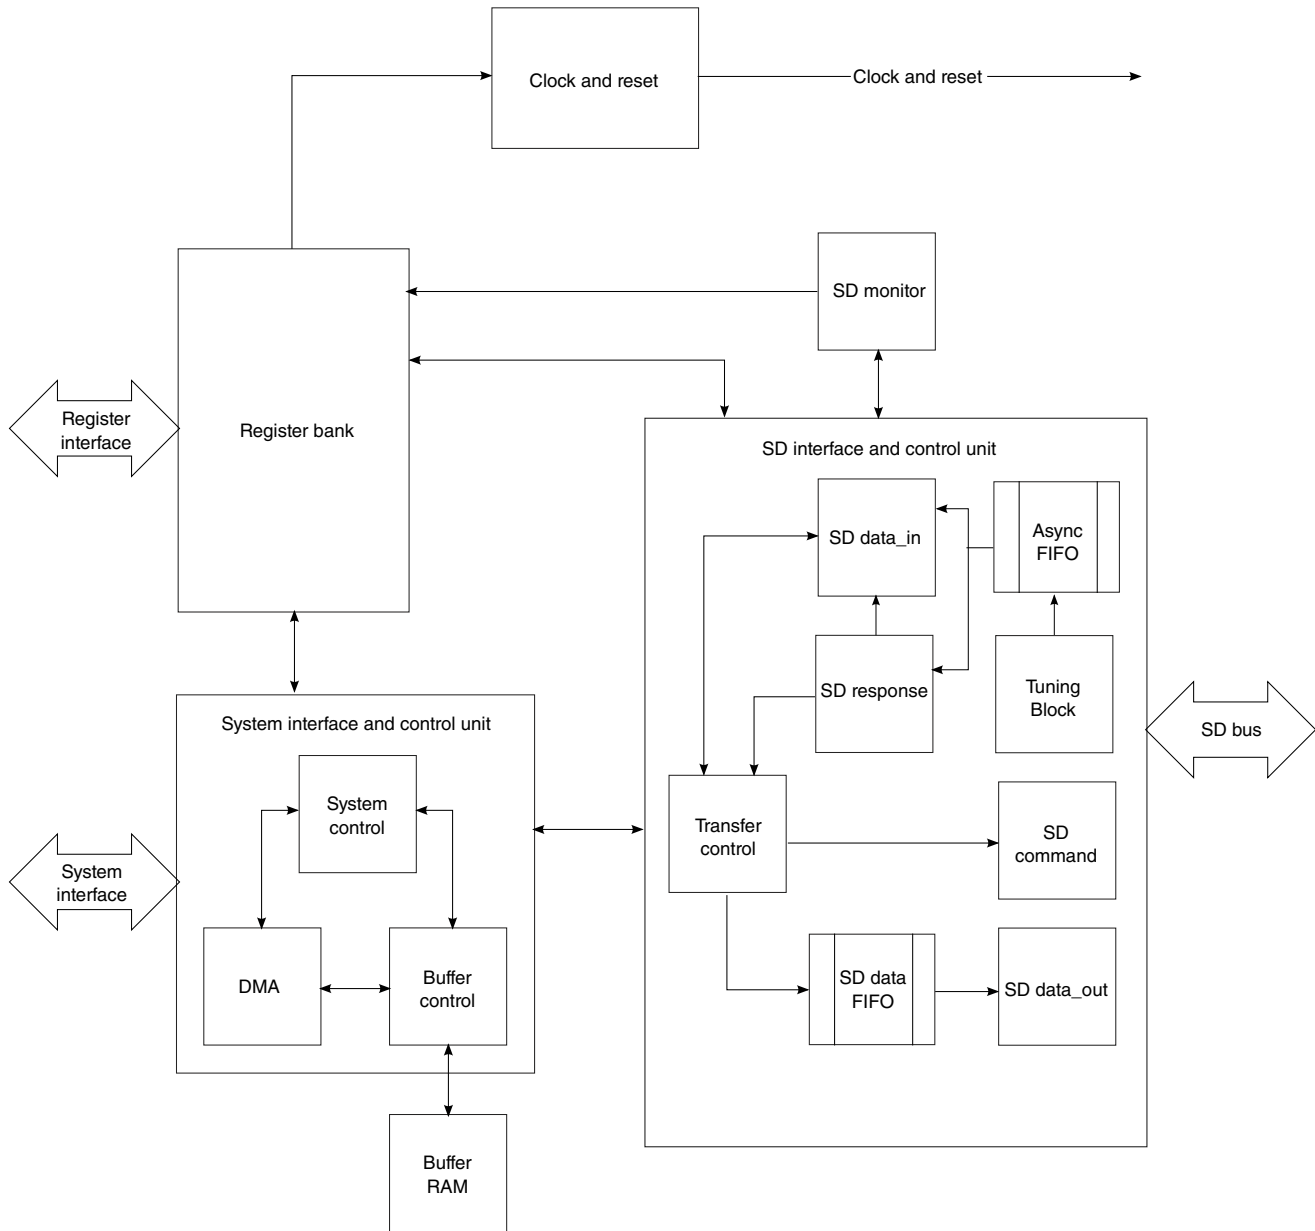 Clock and reset
Clock and reset
SD monitor
Register
interface
Register bank
SD interface and control unit
SD data_in
Async
FIFO
SD response
Tuning
Block
SD bus
System interface and control unit
System
control
Transfer
control
SD
command
System
interface
DMA
Buffer
control
SD data
FIFO
SD data_out
Buffer
RAM